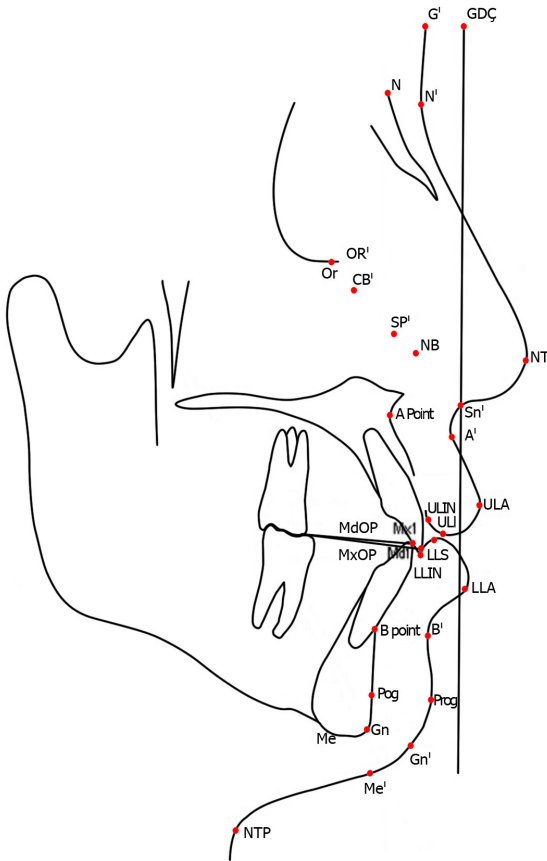 G' GDÇ
N
N'
OR'
Or
CB'
SP'
NB
NT
A Point
Sn'
A'
ULIN
ULA
MdOP
Mx1
ULI
MxOP
Md1
LLS
LLIN
LLA
B point
B'
Pog
Prog
Me
Gn
Gn'
Me'
NTP